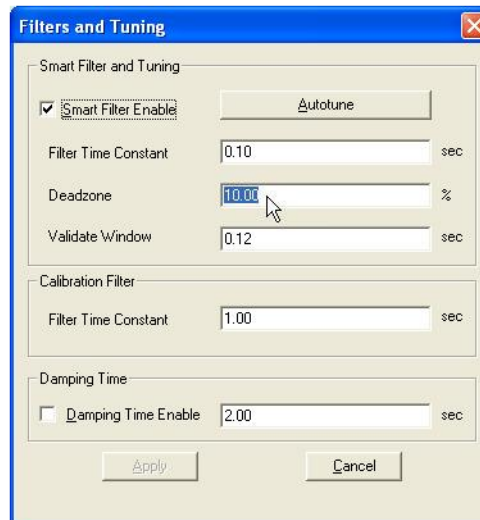 Filters and Tuning
Smart Filter and Tuning
Smart Filter Enable
Autotune
Filter Time Constant 0.10 sec
Deadzone 10.00 %
Validate Window 0.12 sec
Calibration Filter
Filter Time Constant 1.00 sec
Damping Time
Damping Time Enable 2.00 sec
Apply Cancel